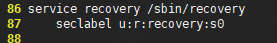 86 service recovery /sbin/recovery
87     seclabel u:r:recovery:s0
88